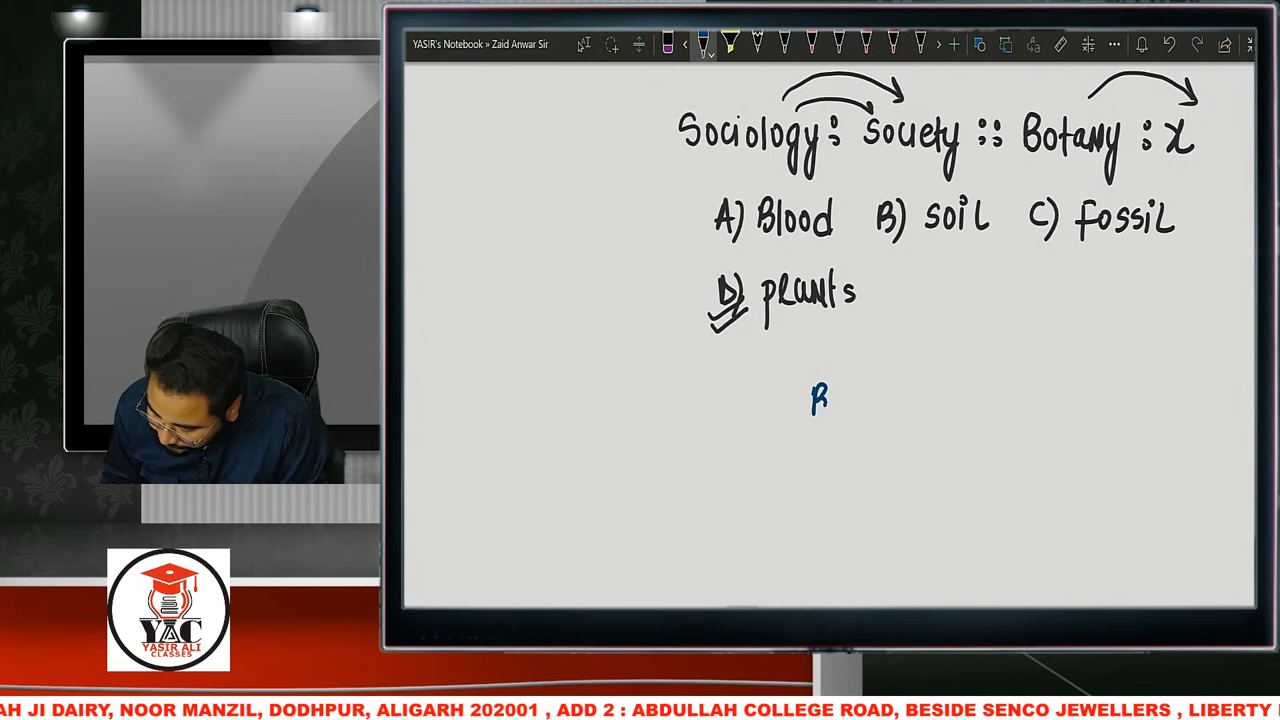 YASIR's Notebook » Zaid Anwar Sir
Sociology : Society :: Botany : x
A) Blood B) soil C) fossil
D) plants
B
YAC
YASIR ALI
CLASSES
AH JI DAIRY, NOOR MANZIL, DODHPUR, ALIGARH 202001 , ADD 2 : ABDULLAH COLLEGE ROAD, BESIDE SENCO JEWELLERS , LIBERTY